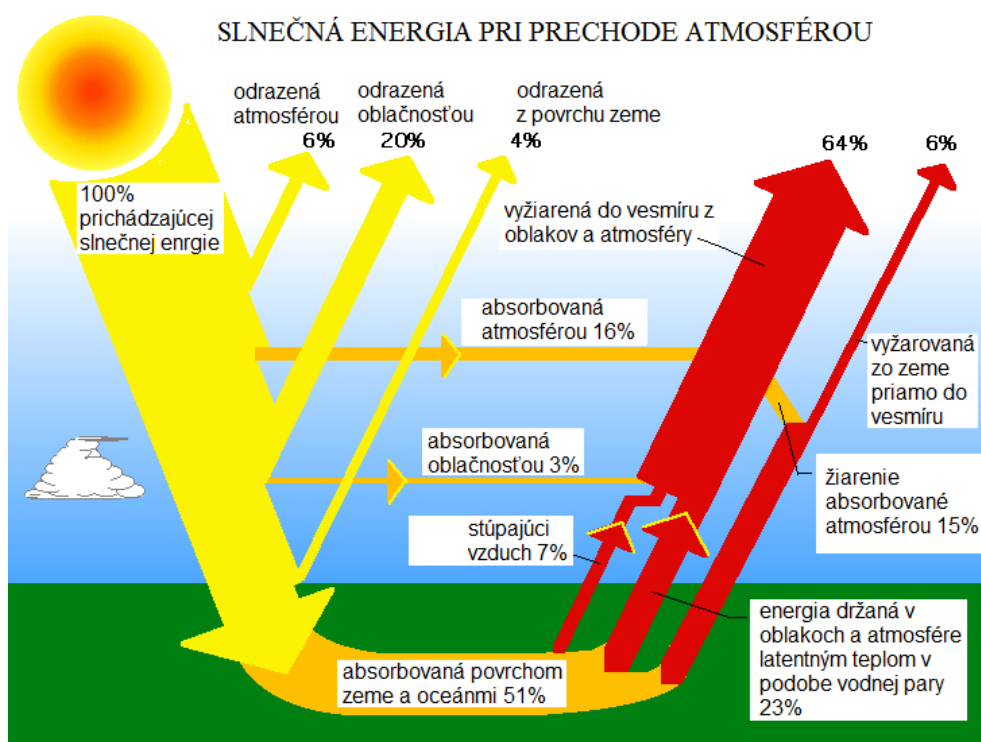 SLNEČNÁ ENERGIA PRI PRECHODE ATMOSFÉROU
odrazená
atmosférou
6%
odrazená
oblačnosťou
20%
odrazená
z povrchu zeme
4%
64%
6%
100%
prichádzajúcej
slnečnej enrgie
vyžiarená do vesmíru z
oblakov a atmosféry
absorbovaná
atmosférou 16%
vyžarovaná
zo zeme
priamo do
vesmíru
absorbovaná
oblačnosťou 3%
žiarenie
absorbované
atmosférou 15%
stúpajúci
vzduch 7%
energia držaná v
oblakoch a atmosfére
latentným teplom v
podobe vodnej pary
23%
absorbovaná povrchom
zeme a oceánmi 51%